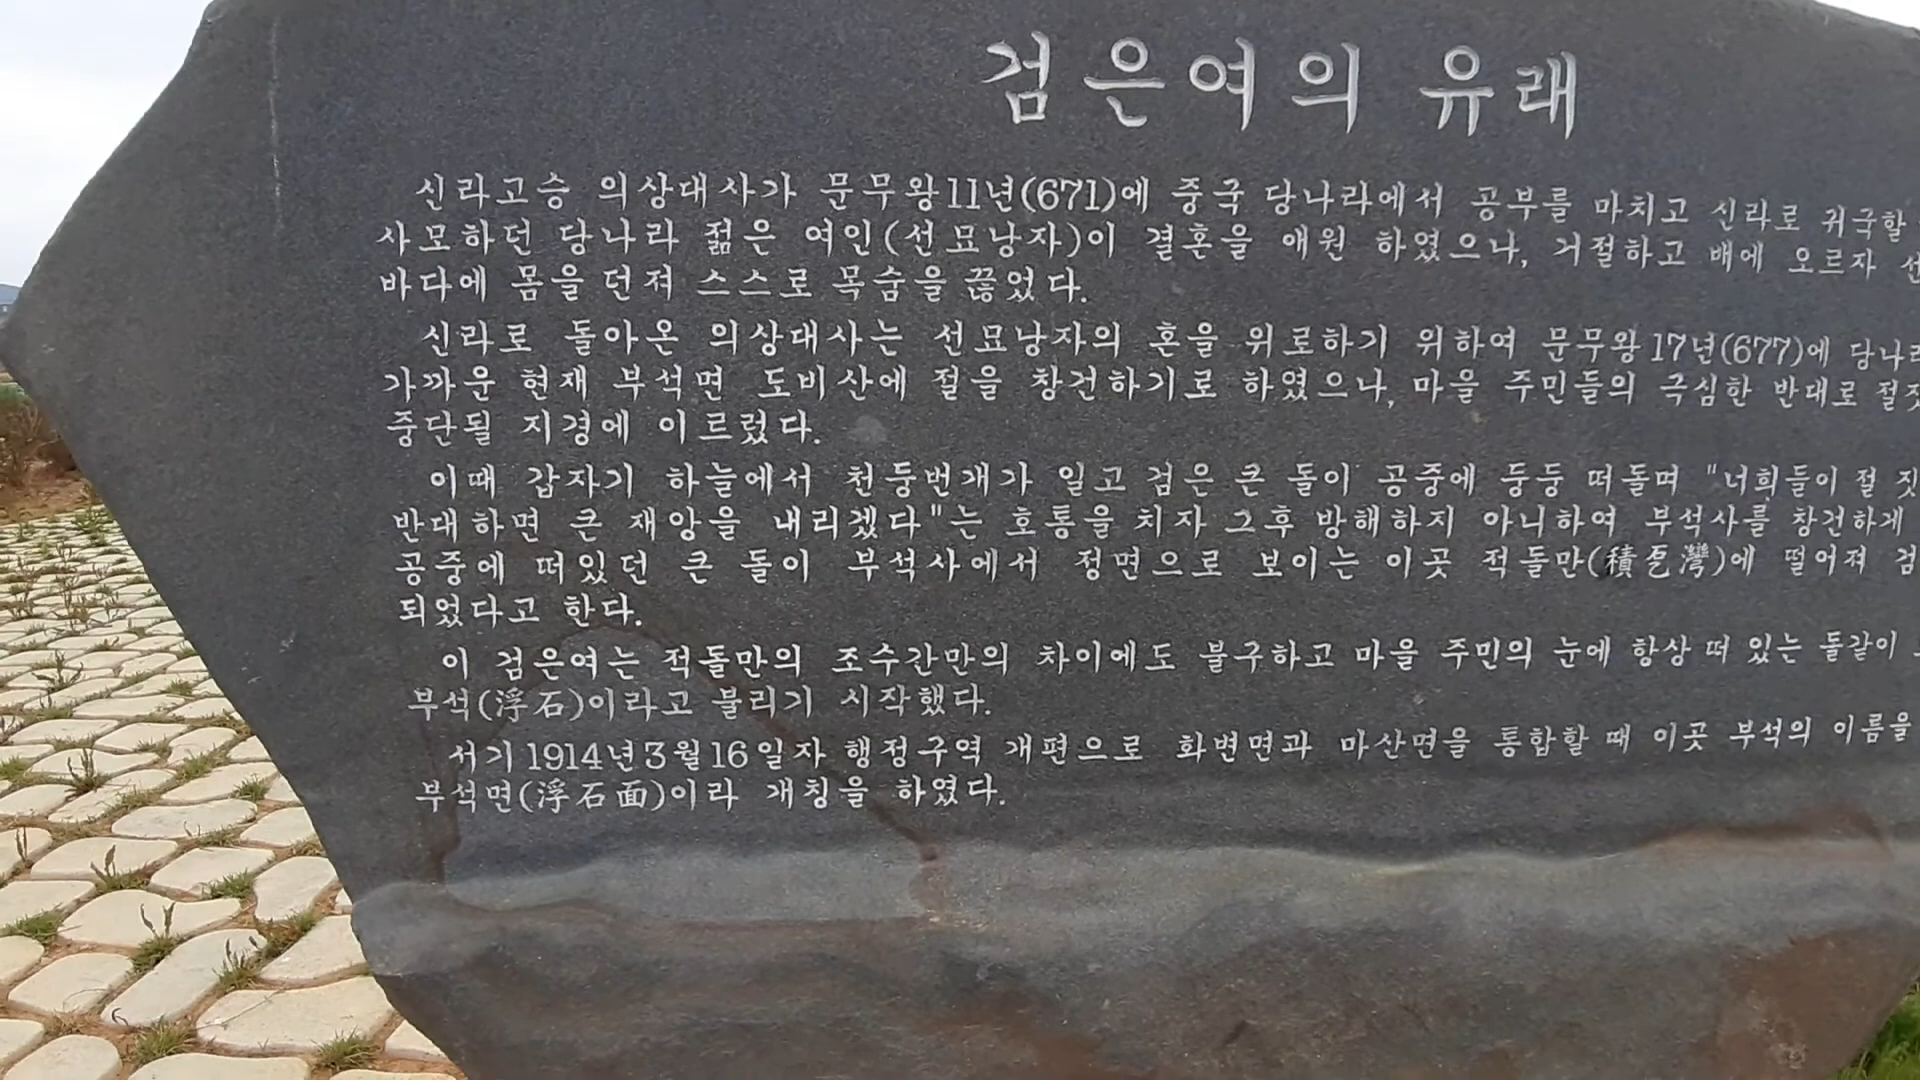 검은여의 유래
신라고승 의상대사가 문무왕11년(671)에 중국 당나라에서 공부를 마치고 신라로 귀국할
사모하던 당나라 젊은 여인(선묘낭자)이 결혼을 애원 하였으나, 거절하고 배에 오르자
바다에 몸을 던져 스스로 목숨을 끊었다.
신라로 돌아온 의상대사는 선묘낭자의 혼을 위로하기 위하여 문무왕17년(677)에 당나라
가까운 현재 부석면 도비산에 절을 창건하기로 하였으나, 마을 주민들의 극심한 반대로
중단될 지경에 이르렀다.
이때 갑자기 하늘에서 천둥번개가 일고 검은 큰 돌이 공중에 둥둥 떠돌며 "너희들이 절
반대하면 큰 재앙을 내리겠다"는 호통을 치자 그후 방해하지 아니하여 부석사를 창건하게
공중에 떠있던 큰 돌이 부석사에서 정면으로 보이는 이곳 적돌만(積乭灣)에 떨어져 검
되었다고 한다.
이 검은여는 적돌만의 조수간만의 차이에도 불구하고 마을 주민의 눈에 항상 떠 있는 돌같이
부석(浮石)이라고 불리기 시작했다.
서기1914년3월16일자 행정구역 개편으로 화변면과 마산면을 통합할 때 이곳 부석의 이름을
부석면(浮石面)이라 개칭을 하였다.